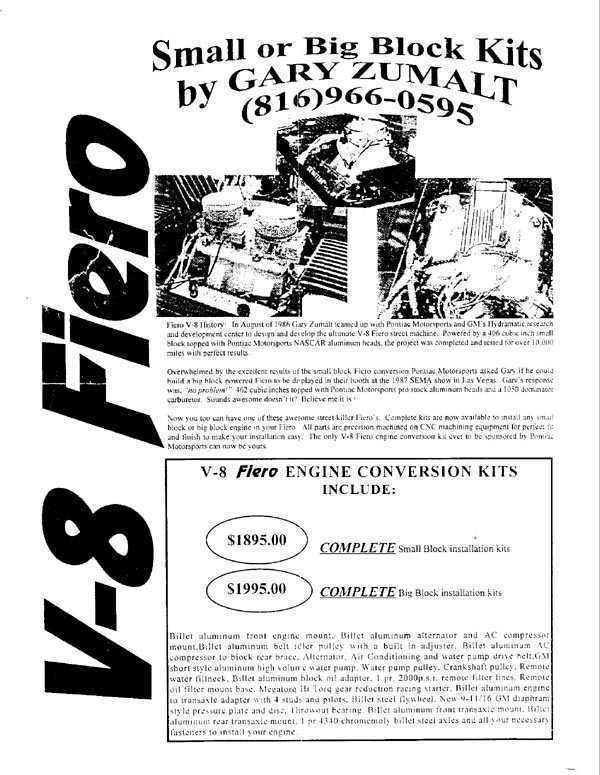 Small or Big Block Kits
by GARY ZUMALT
(816)966-0595
V-8 Fiero
Fiero V-8 History: In August of 1986 Gary Zumalt teamed up with Pontiac Motorsports and GM's Hydramatic research
and development center to design and develop the ultimate V-8 Fiero street machine. Powered by a 406 cubic inch small
block topped with Pontiac Motorsports NASCAR aluminum heads, the project was completed and tested for over 10,000
miles with perfect results.
Overwhelmed by the excellent results of the small block Fiero conversion Pontiac Motorsports asked Gary if he could
build a big block powered Fiero to be displayed in their booth at the 1987 SEMA show in Las Vegas. Gary's response
was, "no problem!" 462 cubic inches topped with Pontiac pro stock aluminum heads and a 1050 dominator
carburetor. Sounds awesome doesn't it? Believe me it is!
Now you too can have one of these awesome street killer Fiero's. Complete kits are now available to install any small
block or big block engine in your Fiero. All parts are precision machined on CNC machining equipment for perfect fit
and finish to make your installation easy. The only V-8 Fiero engine conversion kit ever to be sponsored by Pontiac
Motorsports can now be yours.
V-8 Fiero ENGINE CONVERSION KITS
INCLUDE:
$1895.00 COMPLETE Small Block installation kits
$1995.00 COMPLETE Big Block installation kits
Billet aluminum front engine mount, Billet aluminum alternator and AC compressor
mount, Billet aluminum belt idler pulley with a built in adjuster. Billet aluminum AC
compressor to block rear brace, Alternator, Air Conditioning and water pump drive belt, GM
short style aluminum high volume water pump. Water pump pulley, Crankshaft pulley, Remote
water fillneck, Billet aluminum block oil adapter, 1 pr. 2000p.s.i. remote filter lines, Remote
oil filter mount base, Megatore Hi Torq gear reduction racing starter, Billet aluminum engine
to transaxle adapter with 4 studs and pilots, Billet steel flywheel, New 9-11/16 GM diaphram
style pressure plate and disc, Throwout bearing, Billet aluminum front transaxle mount, Billet
aluminum rear transaxle mount, 1 pr 4340 chromemoly billet steel axles and all your necessary
fasteners to install your engine.